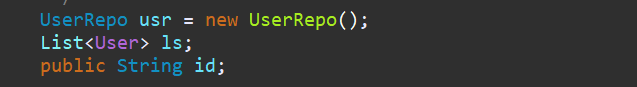 UserRepo usr = new UserRepo();
List<User> ls;
public String id;